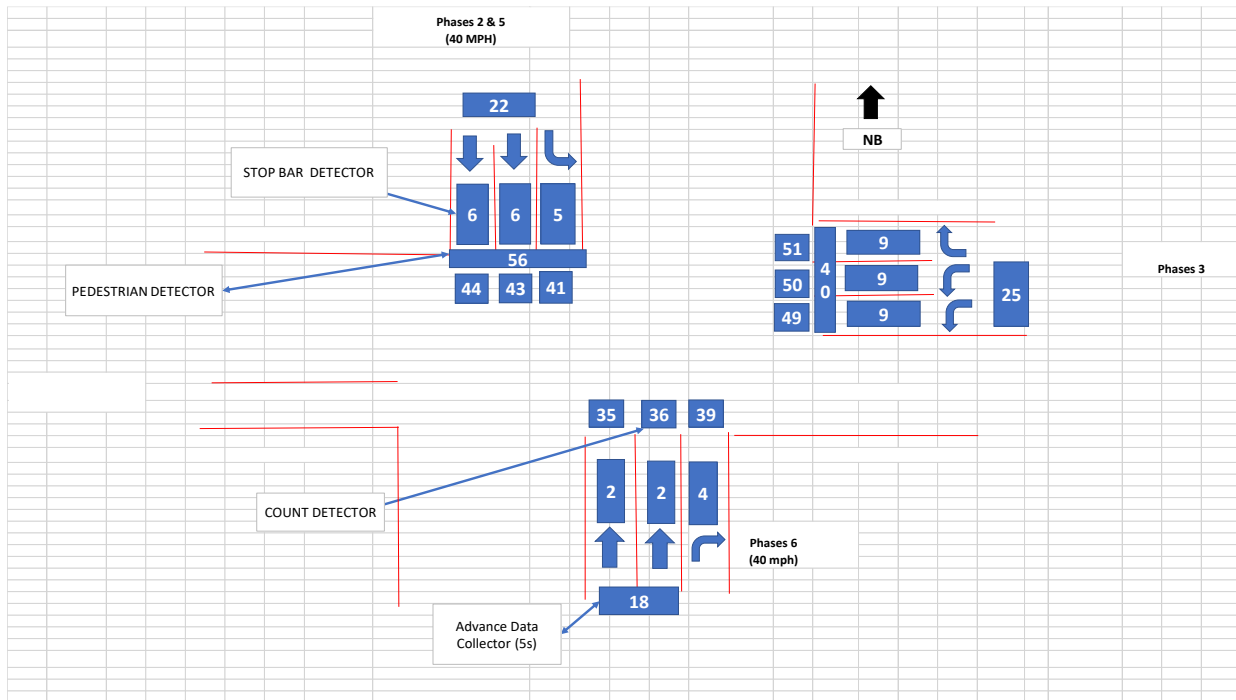 Phases 2 & 5
(40 MPH)
22
NB
STOP BAR DETECTOR
6
6
5
51
4
0
9
56
PEDESTRIAN DETECTOR
44
43
41
50
9
25
Phases 3
49
9
35
36
39
2
2
4
COUNT DETECTOR
Phases 6
(40 mph)
18
Advance Data
Collector (5s)